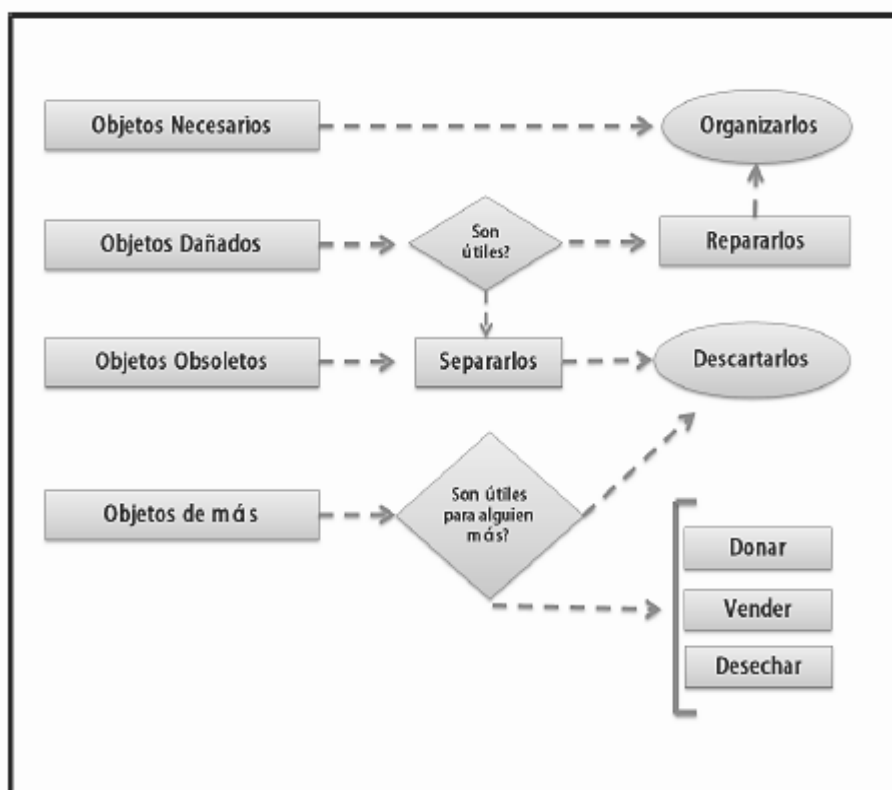 Objetos Necesarios
Organizarlos
Objetos Dañados
Son
útiles?
Repararlos
Objetos Obsoletos
Separarlos
Descartarlos
Objetos de más
Son útiles
para alguien
más?
Donar
Vender
Desechar